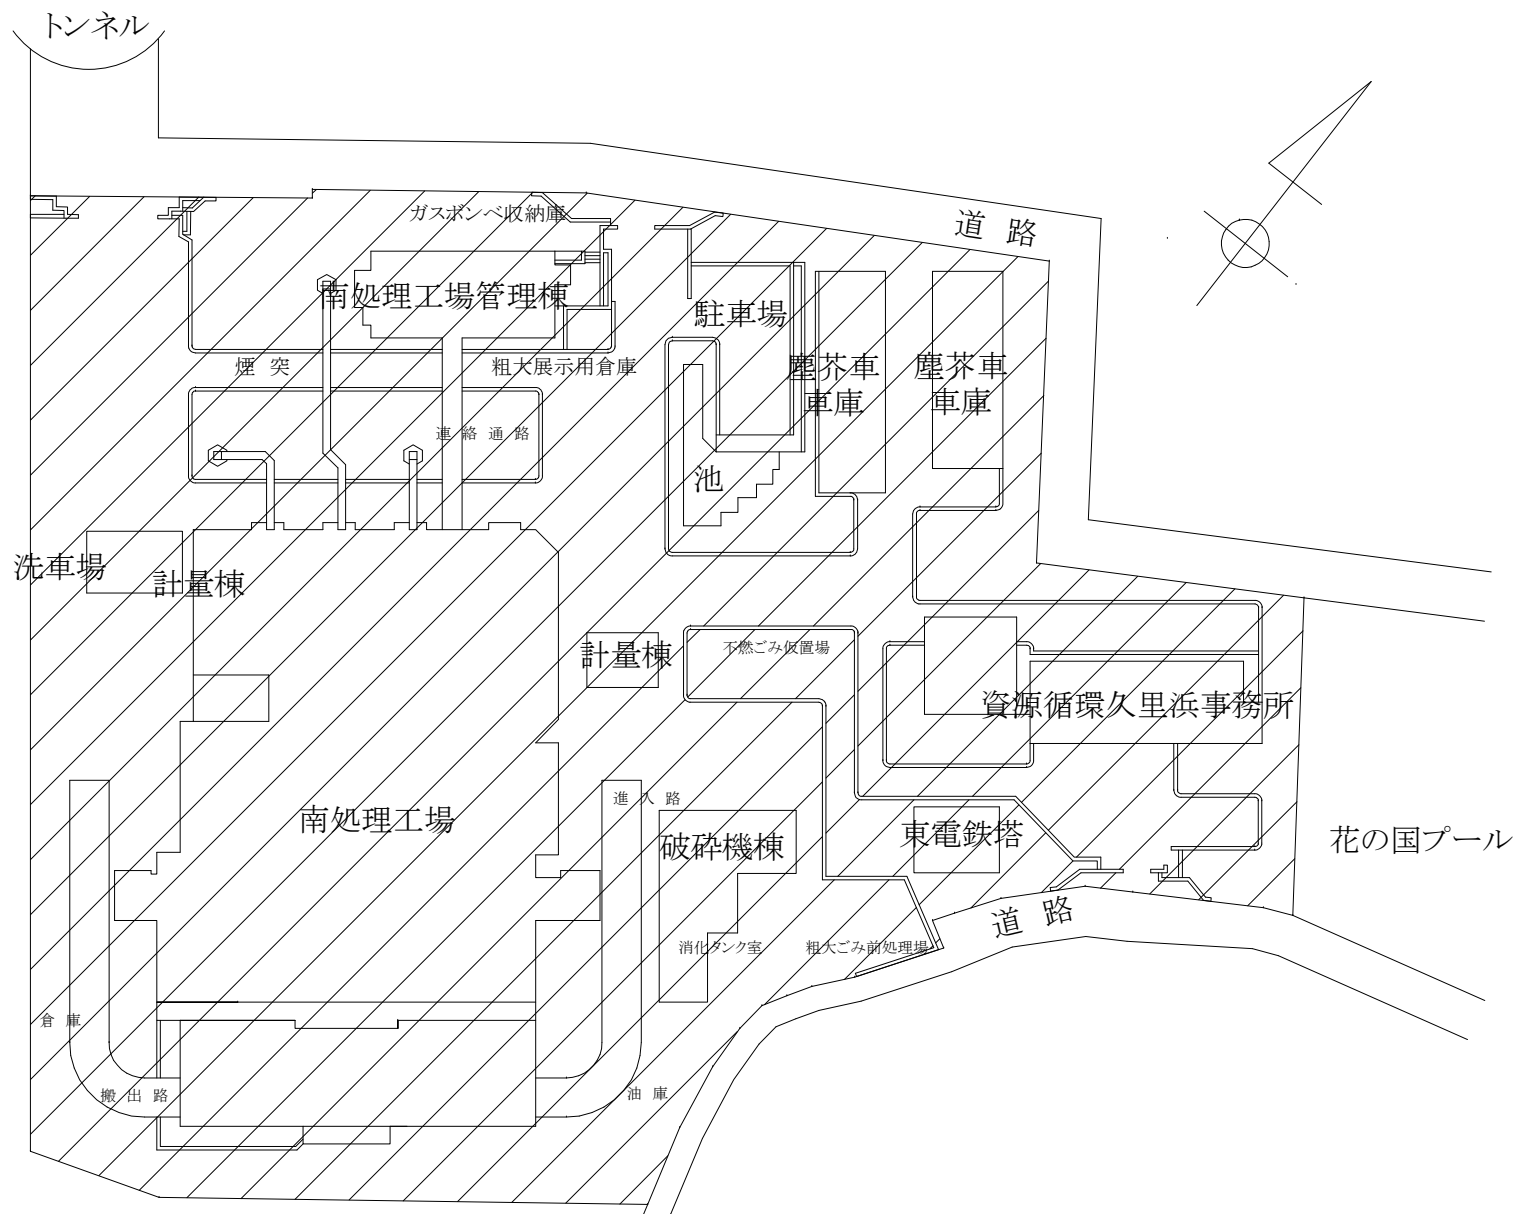 トンネル
ガスボンベ収納庫
道 路
南処理工場管理棟
駐車場
煙 突
粗大展示用倉庫
塵芥車
車庫
塵芥車
車庫
連 絡 通 路
池
洗車場
計量棟
計量棟
不燃ごみ仮置場
資源循環久里浜事務所
進 入 路
南処理工場
破砕機棟
東電鉄塔
花の国プール
道 路
消化タンク室
粗大ごみ前処理場
倉 庫
搬 出 路
油 庫